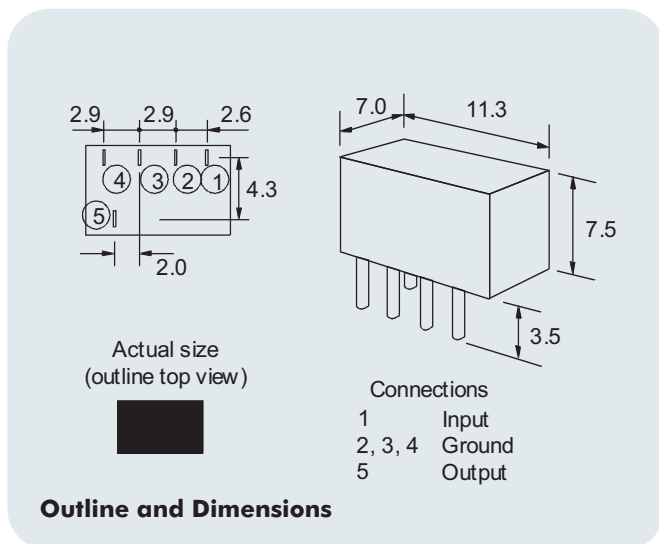 2.9 2.9 2.6
4 3 2 1
5
4.3
2.0
7.0 11.3
7.5
3.5
Actual size
(outline top view)
Connections
1 Input
2, 3, 4 Ground
5 Output
Outline and Dimensions